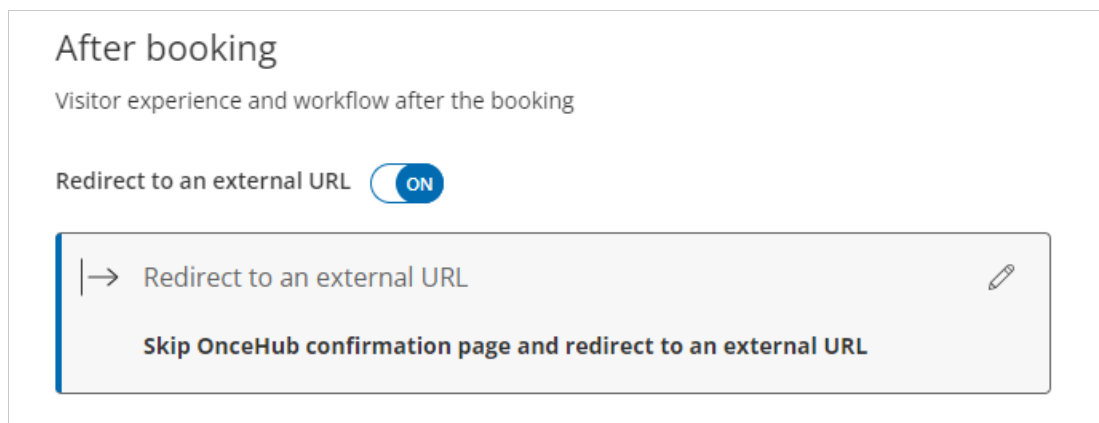 After booking
Visitor experience and workflow after the booking
Redirect to an external URL ON
Redirect to an external URL
Skip OnceHub confirmation page and redirect to an external URL